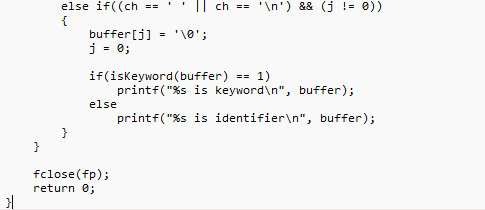 else if((ch == ' ' || ch == '\n') && (j != 0))
{
buffer[j] = '\0';
j = 0;
if(isKeyword(buffer) == 1)
printf("%s is keyword\n", buffer);
else
printf("%s is identifier\n", buffer);
}
}
fclose(fp);
return 0;
}